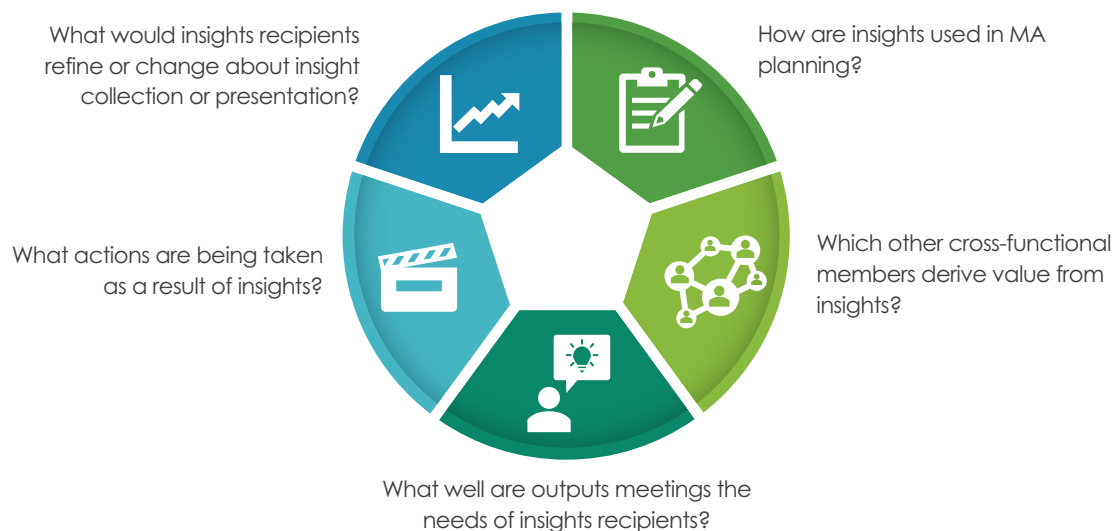 What would insights recipients
refine or change about insight
collection or presentation?
How are insights used in MA
planning?
What actions are being taken
as a result of insights?
Which other cross-functional
members derive value from
insights?
What well are outputs meetings the
needs of insights recipients?